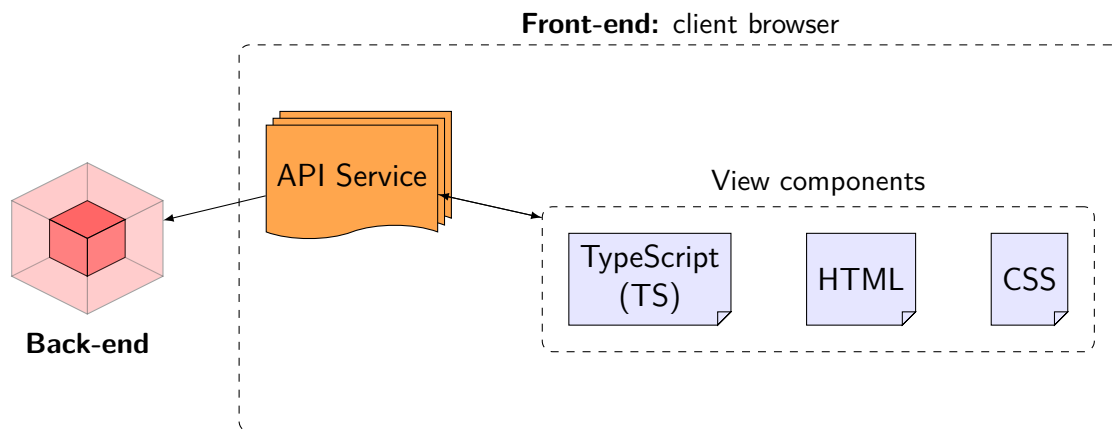 Front-end: client browser
API Service
View components
TypeScript
(TS)
HTML
CSS
Back-end